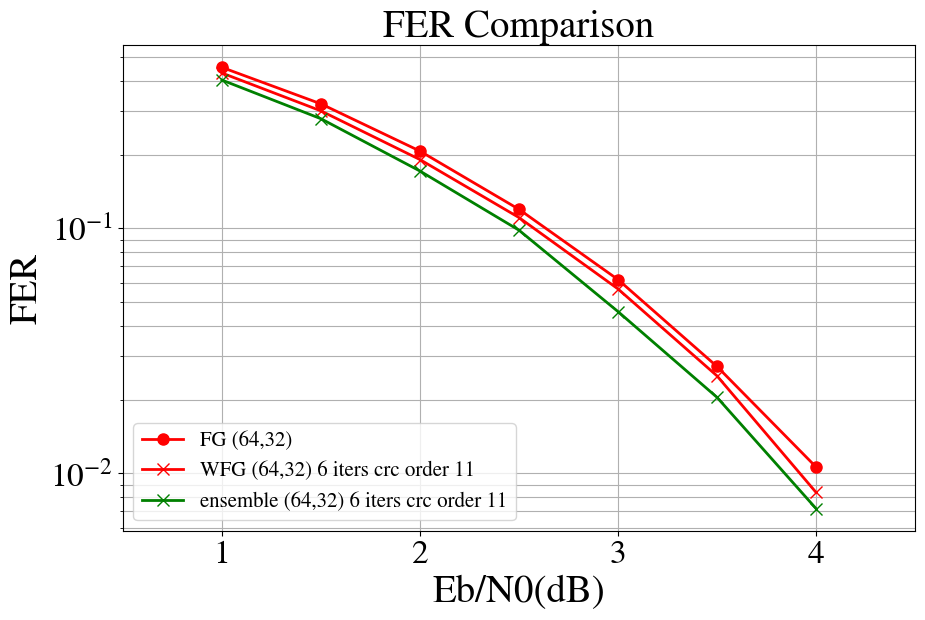 FER Comparison
FER
10⁻¹
10⁻²
FG (64,32)
WFG (64,32) 6 iters crc order 11
ensemble (64,32) 6 iters crc order 11
1 2 3 4
Eb/N0(dB)